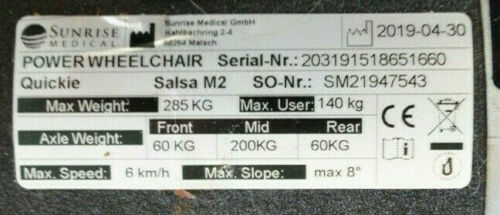 SUNRISE MEDICAL
Sunrise Medical GmbH
Kahlbachring 2-4
69254 Malsch
2019-04-30
POWER WHEELCHAIR Serial-Nr.: 203191518651660
Quickie Salsa M2 SO-Nr.: SM21947543
Max Weight: 285 KG Max. User: 140 kg
Front Mid Rear
Axle Weight: 60 KG 200KG 60KG
Max. Speed: 6 km/h Max. Slope: max 8°
CE